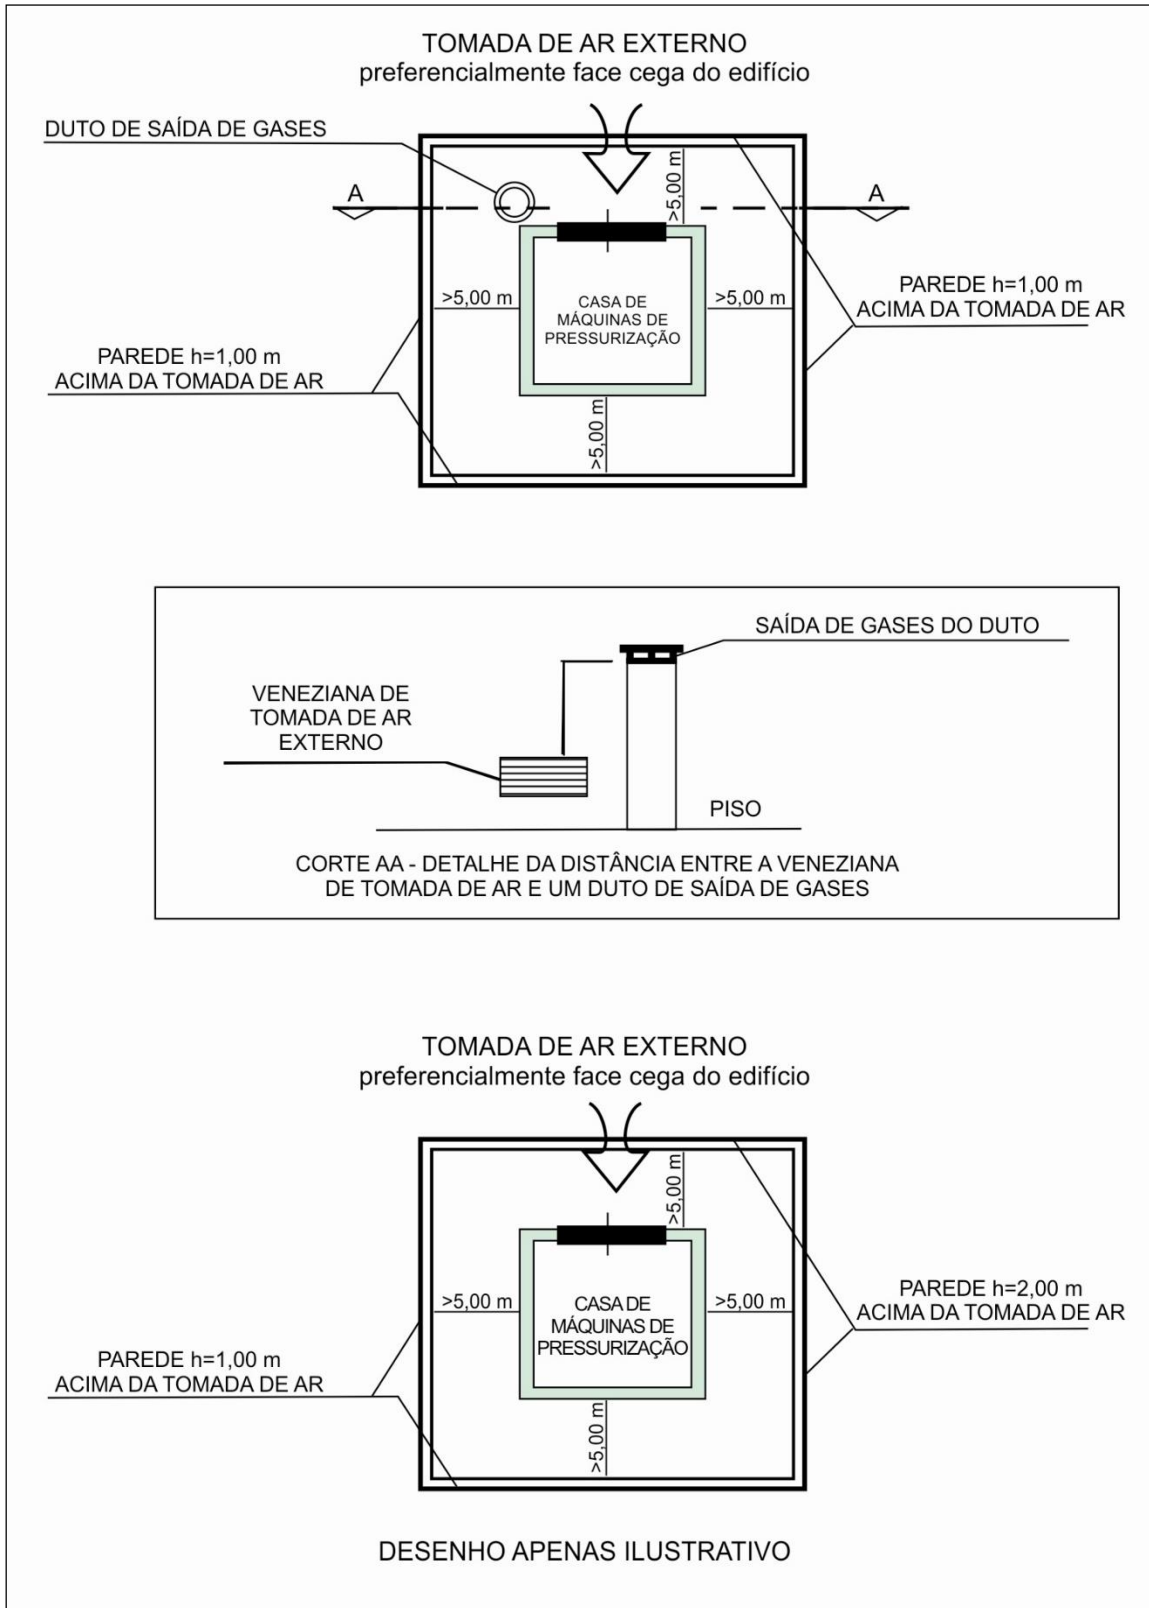 TOMADA DE AR EXTERNO
preferencialmente face cega do edifício
DUTO DE SAÍDA DE GASES
A
A
>5,00 m
>5,00 m
CASA DE
MÁQUINAS DE
PRESSURIZAÇÃO
>5,00 m
PAREDE h=1,00 m
ACIMA DA TOMADA DE AR
PAREDE h=1,00 m
ACIMA DA TOMADA DE AR
>5,00 m
SAÍDA DE GASES DO DUTO
VENEZIANA DE
TOMADA DE AR
EXTERNO
PISO
CORTE AA - DETALHE DA DISTÂNCIA ENTRE A VENEZIANA
DE TOMADA DE AR E UM DUTO DE SAÍDA DE GASES
TOMADA DE AR EXTERNO
preferencialmente face cega do edifício
>5,00 m
>5,00 m
CASA DE
MÁQUINAS DE
PRESSURIZAÇÃO
>5,00 m
PAREDE h=2,00 m
ACIMA DA TOMADA DE AR
PAREDE h=1,00 m
ACIMA DA TOMADA DE AR
>5,00 m
DESENHO APENAS ILUSTRATIVO